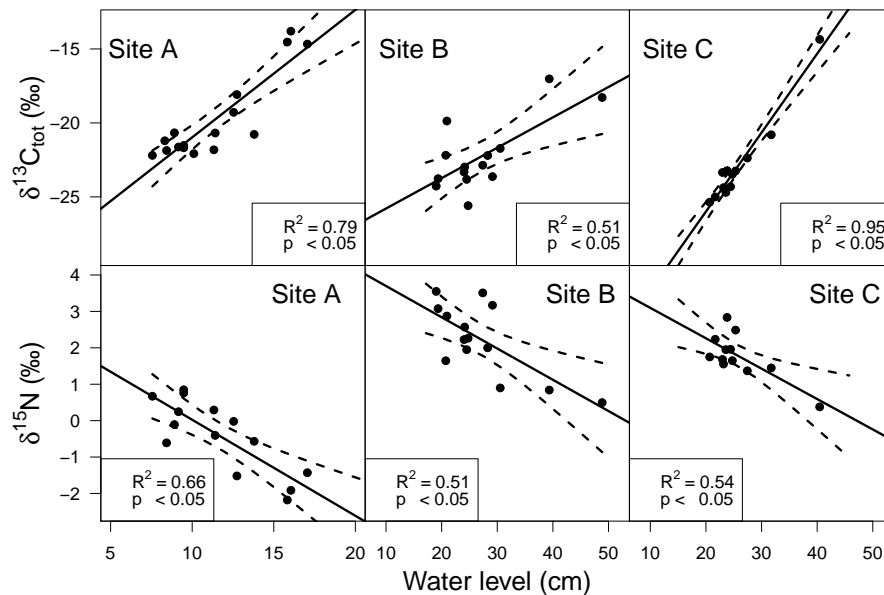 Site A
Site B
Site C
δ¹³C_tot (‰)
−15
−20
−25
R² = 0.79
p < 0.05
R² = 0.51
p < 0.05
R² = 0.95
p < 0.05
Site A
Site B
Site C
δ¹⁵N (‰)
4
3
2
1
0
−1
−2
R² = 0.66
p < 0.05
R² = 0.51
p < 0.05
R² = 0.54
p < 0.05
5 10 15 20
10 20 30 40 50
10 20 30 40 50
Water level (cm)